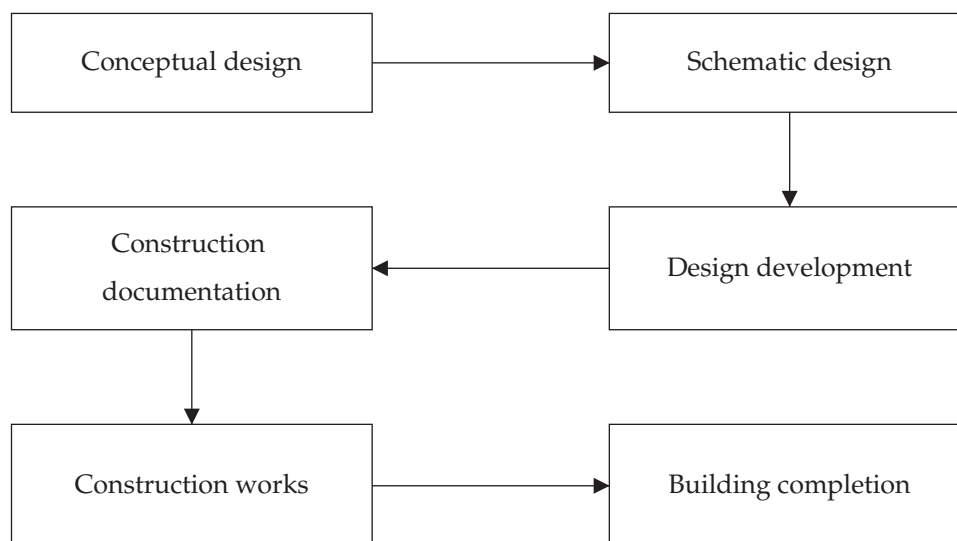 Conceptual design
Schematic design
Construction
documentation
Design development
Construction works
Building completion